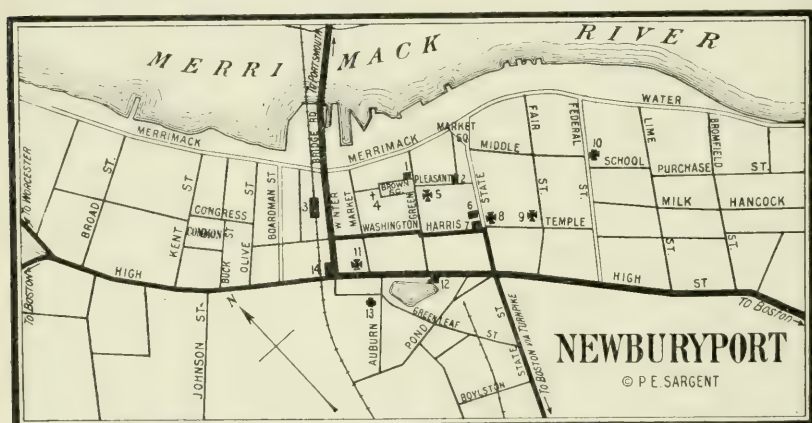 MERRIMACK RIVER
TO PORTSMOUTH
BRIDGE RD
MERRIMACK
MERRIMACK
WATER
MARKET SQ.
MIDDLE
FAIR
FEDERAL
ST.
ST.
10
SCHOOL
LIME
ST.
BROMFIELD
ST.
PURCHASE ST.
MILK
HANCOCK
TO WORCESTER
BROAD ST.
KENT ST
CONGRESS
COMMON
BUCK ST
OLIVE ST
BOARDMAN ST
3
WINTER
MARKET
1
BROWN SQ.
4
GREEN
PLEASANT
2
5
STATE
6
7
8
9
TEMPLE
WASHINGTON
HARRIS
11
14
HIGH
HIGH ST
12
13
TO BOSTON
TO BOSTON
JOHNSON ST.
N
AUBURN
POND
GREENLEAF ST
STATE ST
TO BOSTON VIA TURNPIKE
BOYLSTON
NEWBURYPORT
© P. E. SARGENT